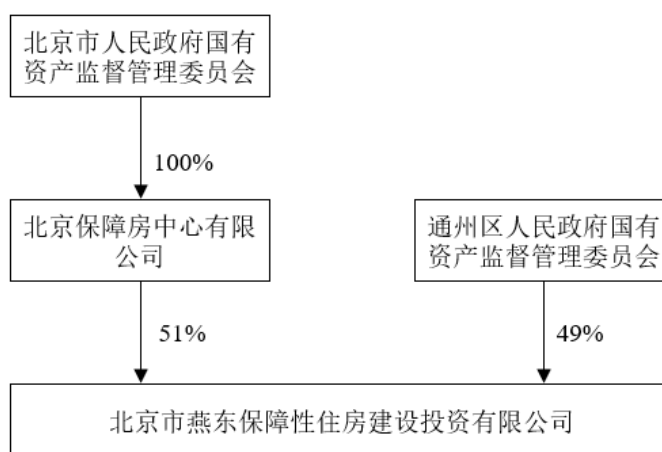 北京市人民政府国有
资产监督管理委员会
100%
北京保障房中心有限
公司
通州区人民政府国有
资产监督管理委员会
51%
49%
北京市燕东保障性住房建设投资有限公司